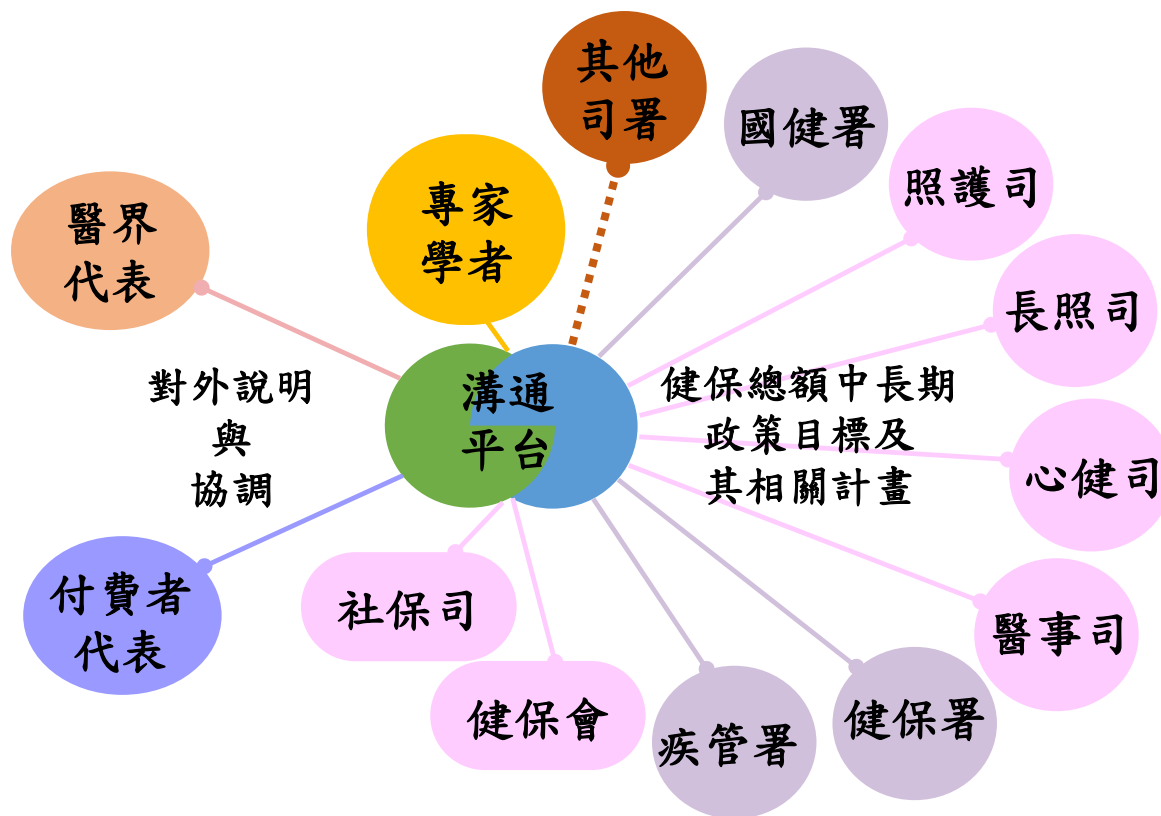 其他
司署
國健署
照護司
專家
學者
醫界
代表
長照司
對外說明
與
協調
溝通
平台
健保總額中長期
政策目標及
其相關計畫
心健司
付費者
代表
社保司
醫事司
健保會
疾管署
健保署